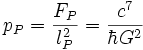 p_P = \frac{F_P}{l_P^2} = \frac{c^7}{\hbar G^2}